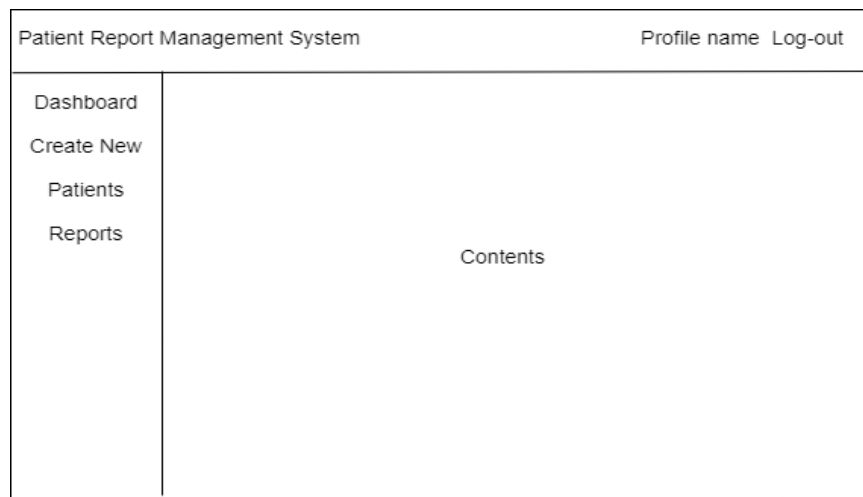 Patient Report Management System
Profile name Log-out
Dashboard
Create New
Patients
Reports
Contents